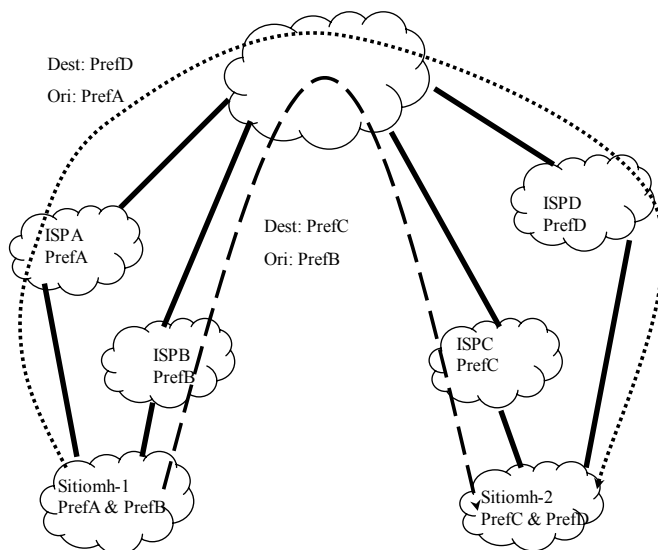 Dest: PrefD
Ori: PrefA
ISPA
PrefA
ISPD
PrefD
Dest: PrefC
Ori: PrefB
ISPB
PrefB
ISPC
PrefC
Sitiomh-1
PrefA & PrefB
Sitiomh-2
PrefC & PrefD